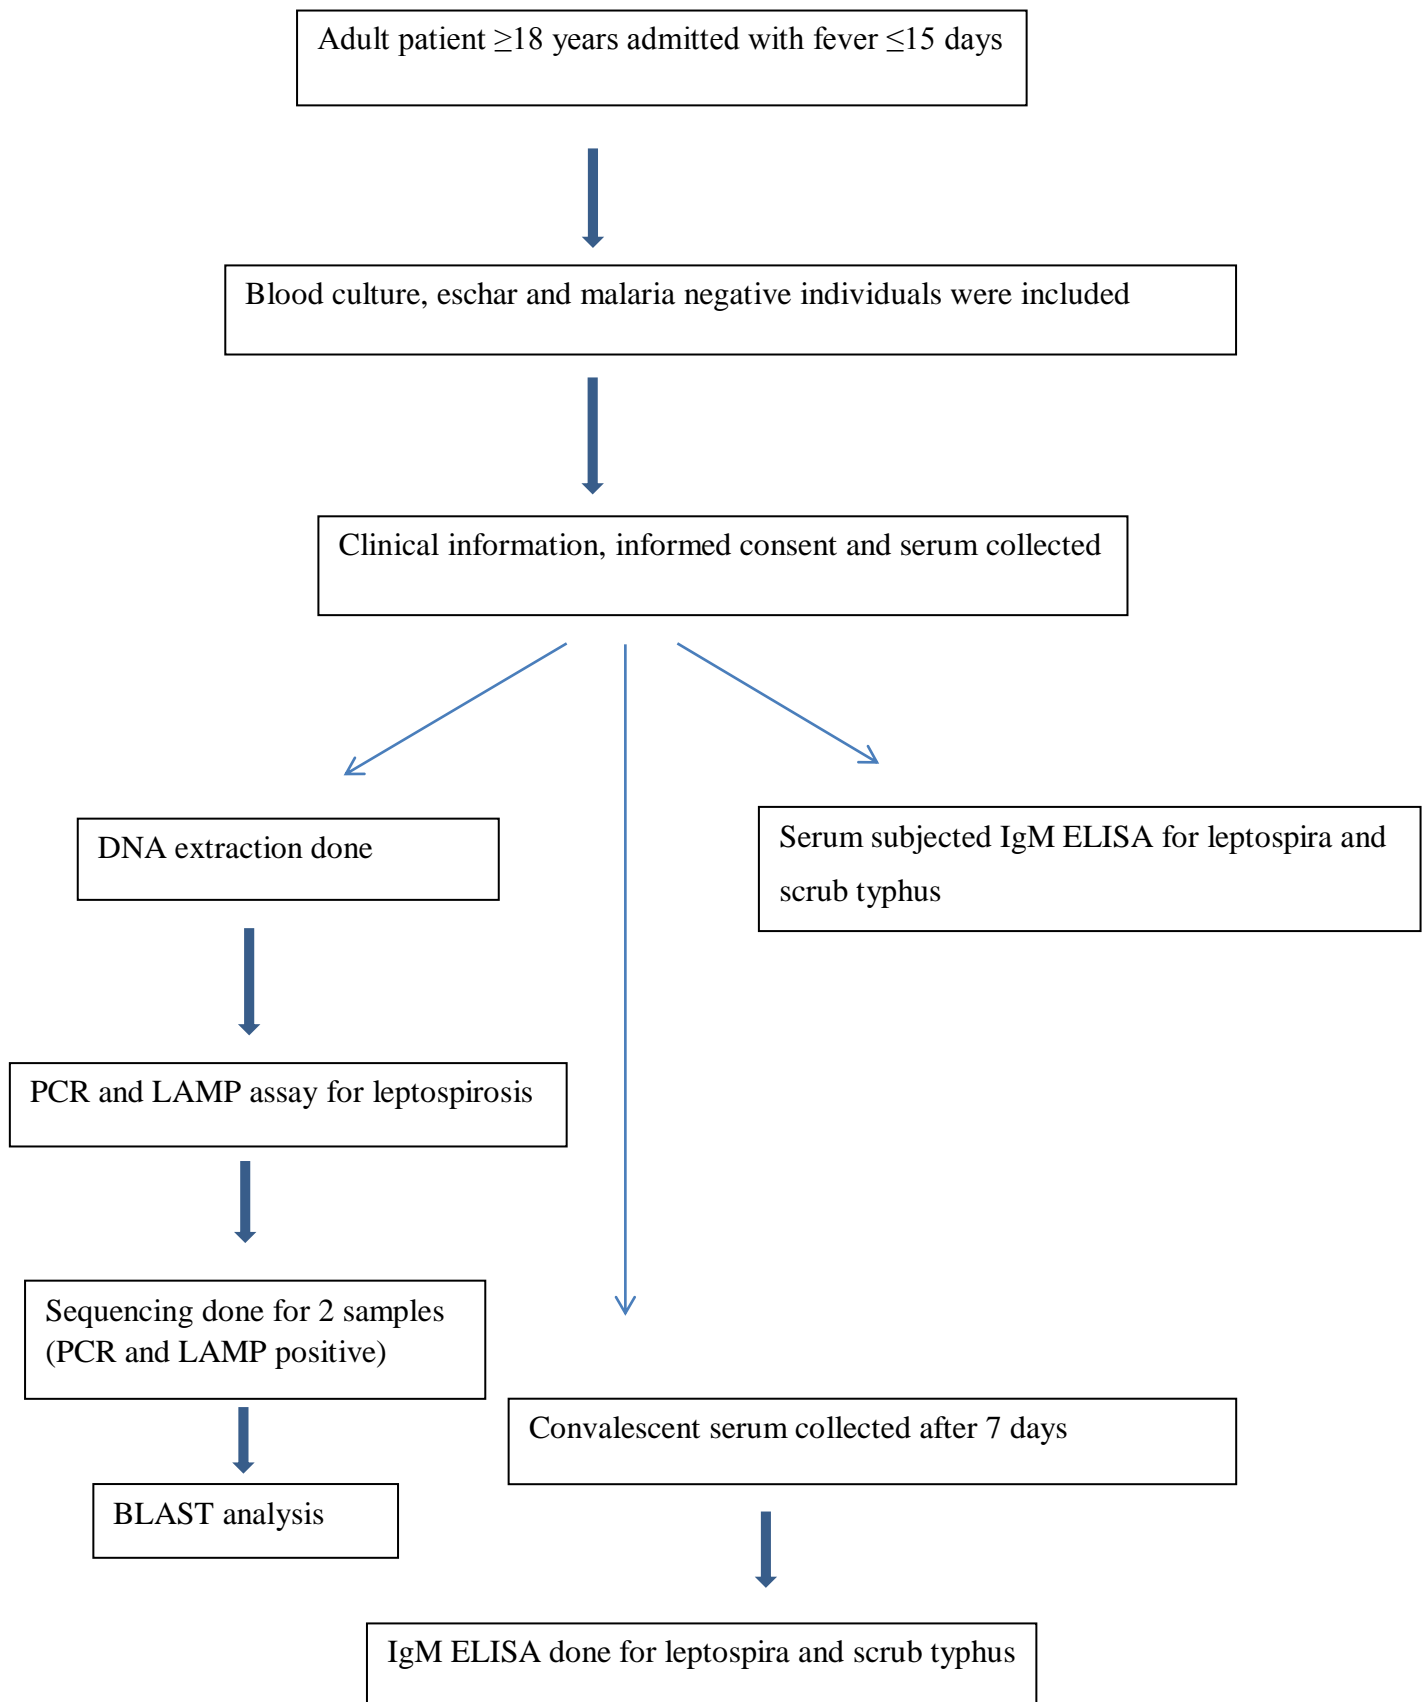 Adult patient ≥18 years admitted with fever ≤15 days
Blood culture, eschar and malaria negative individuals were included
Clinical information, informed consent and serum collected
DNA extraction done
Serum subjected IgM ELISA for leptospira and
scrub typhus
PCR and LAMP assay for leptospirosis
Sequencing done for 2 samples
(PCR and LAMP positive)
Convalescent serum collected after 7 days
BLAST analysis
IgM ELISA done for leptospira and scrub typhus